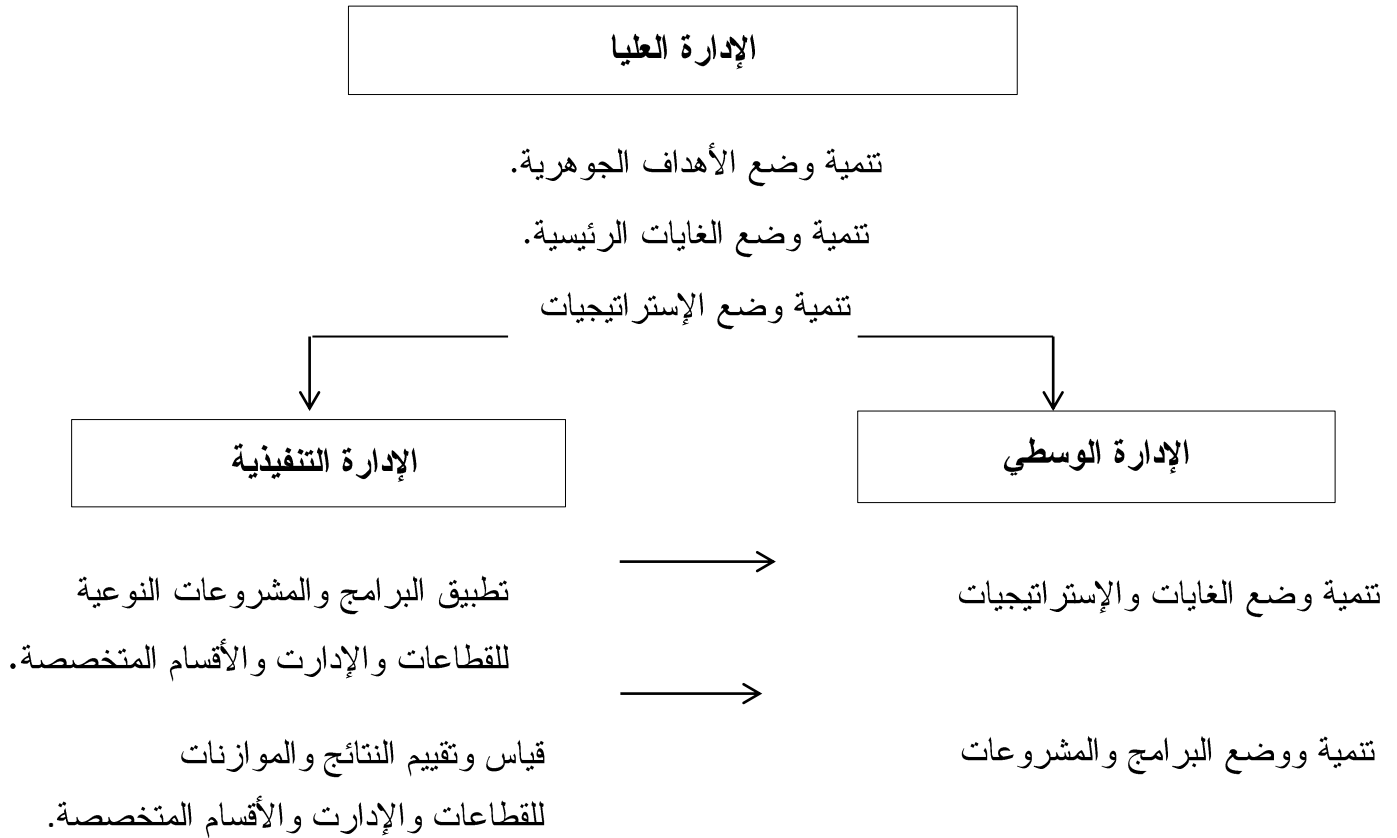 الإدارة العليا
تنمية وضع الأهداف الجوهرية.
تنمية وضع الغايات الرئيسية.
تنمية وضع الإستراتيجيات
الإدارة الوسطي
الإدارة التنفيذية
تنمية وضع الغايات والإستراتيجيات
تطبيق البرامج والمشروعات النوعية
للقطاعات والإدارت والأقسام المتخصصة.
تنمية ووضع البرامج والمشروعات
قياس وتقييم النتائج والموازنات
للقطاعات والإدارت والأقسام المتخصصة.